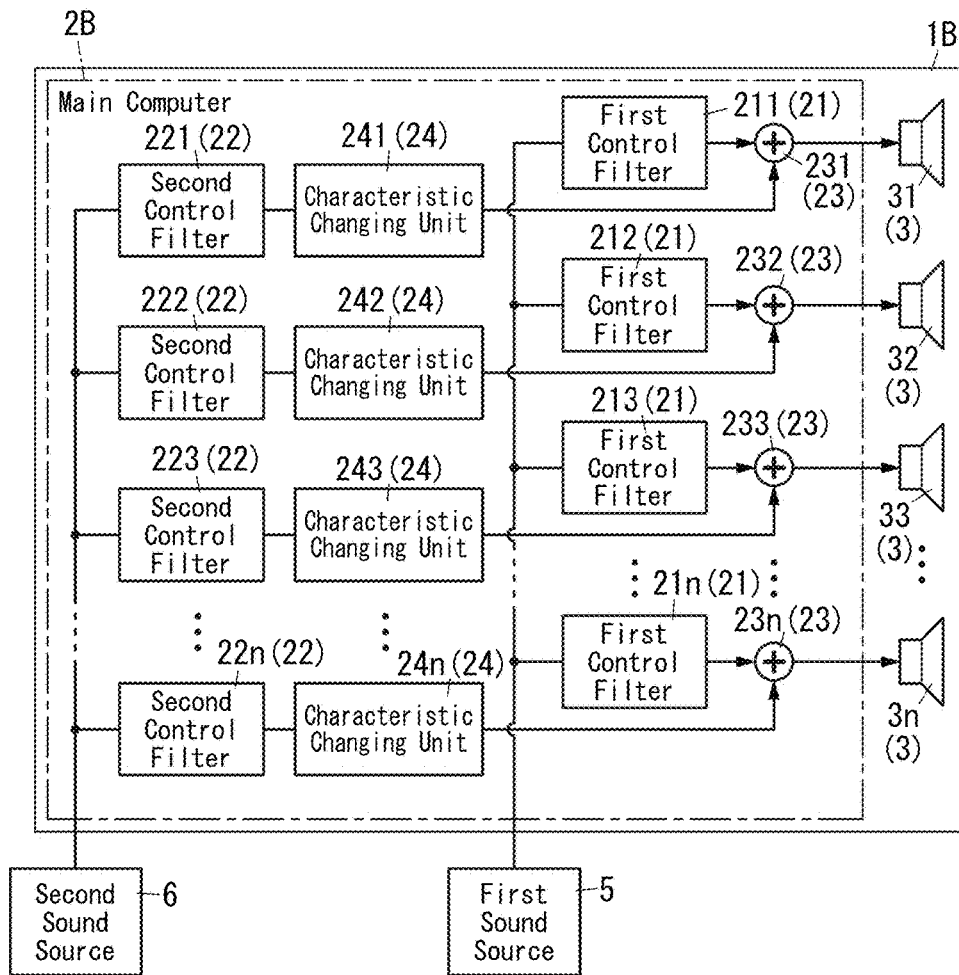 2B
1B
Main Computer
211(21)
First
Control
Filter
231
(23)
31
(3)
221(22)
Second
Control
Filter
241(24)
Characteristic
Changing Unit
212(21)
First
Control
Filter
232(23)
32
(3)
222(22)
Second
Control
Filter
242(24)
Characteristic
Changing Unit
213(21)
First
Control
Filter
233(23)
33
(3)
223(22)
Second
Control
Filter
243(24)
Characteristic
Changing Unit
21n(21)
First
Control
Filter
23n(23)
3n
(3)
22n(22)
Second
Control
Filter
24n(24)
Characteristic
Changing Unit
Second
Sound
Source
6
First
Sound
Source
5